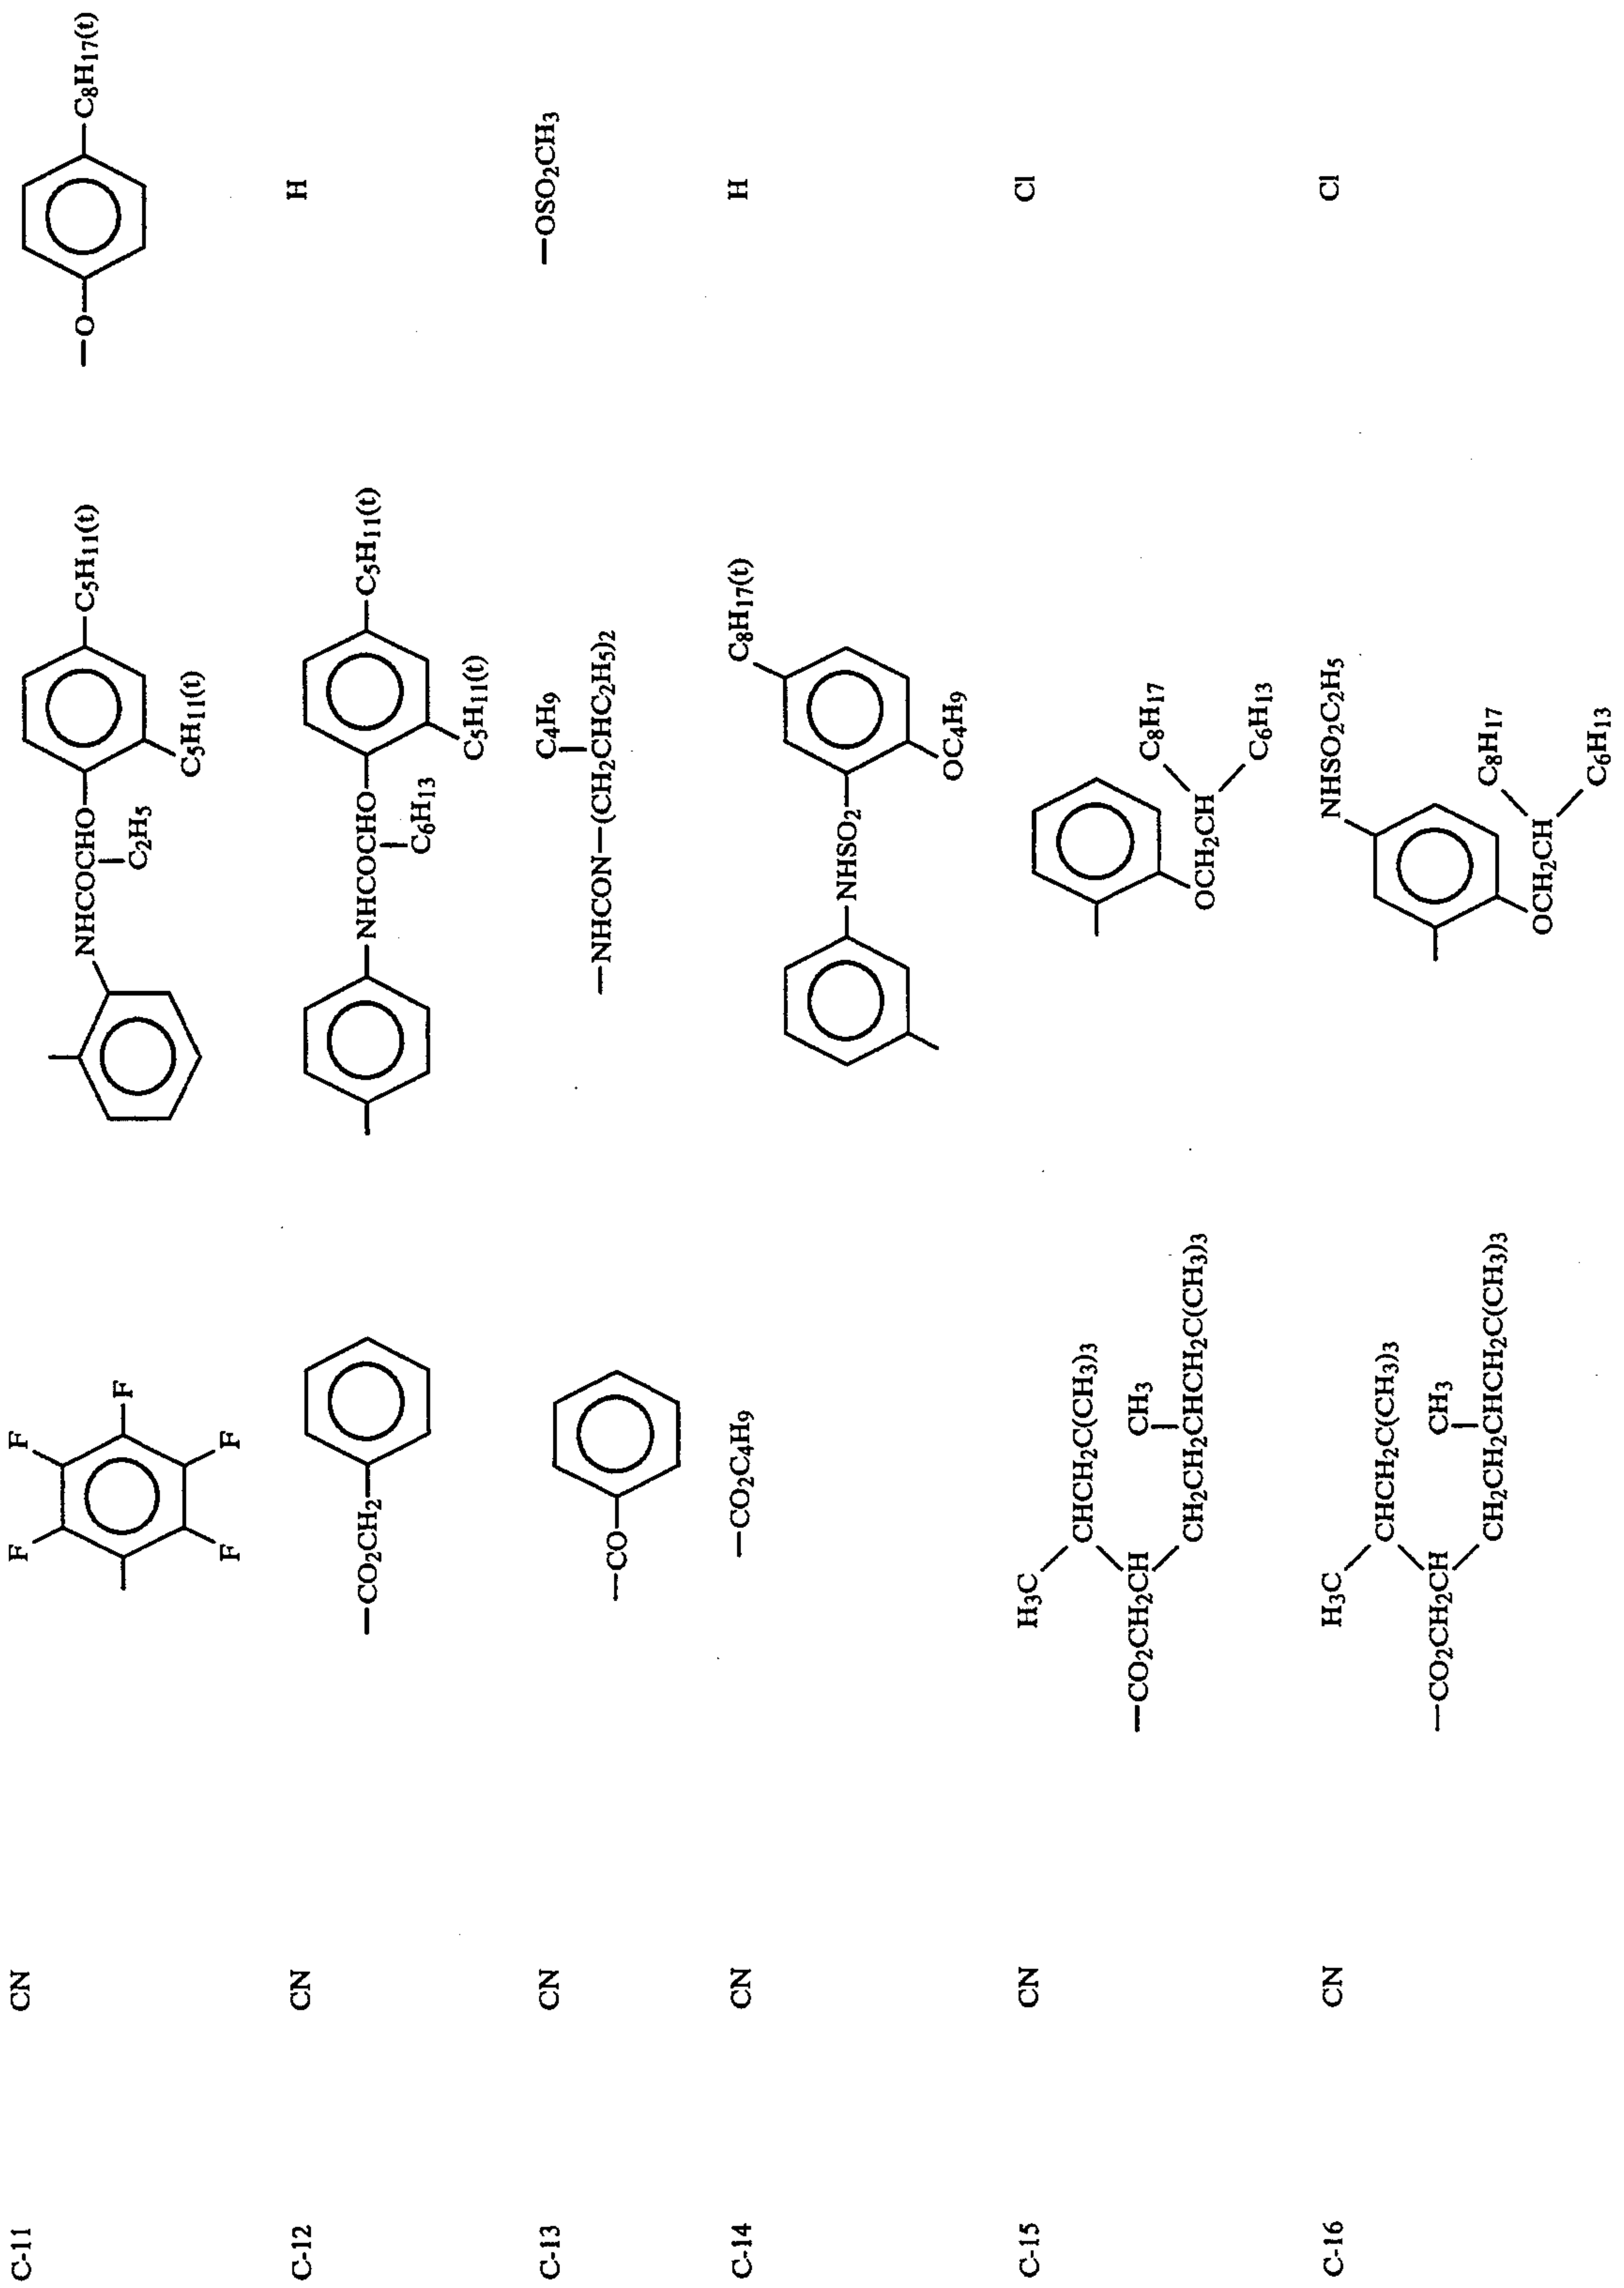 C-11 CN F F F F F NHCOCHO C2H5 C5H11(t) C5H11(t) —O— C8H17(t)
C-12 CN —CO2CH2— NHCOCHO C6H13 C5H11(t) C5H11(t) H
C-13 CN —CO— C4H9 —NHCON—(CH2CHC2H5)2 —OSO2CH3
C-14 CN —CO2C4H9 NHSO2 C8H17(t) OC4H9 H
C-15 CN H3C CHCH2C(CH3)3 —CO2CH2CH CH3 CH2CH2CHCH2C(CH3)3 OCH2CH C8H17 C6H13 Cl
C-16 CN H3C CHCH2C(CH3)3 —CO2CH2CH CH3 CH2CH2CHCH2C(CH3)3 NHSO2C2H5 OCH2CH C8H17 C6H13 Cl